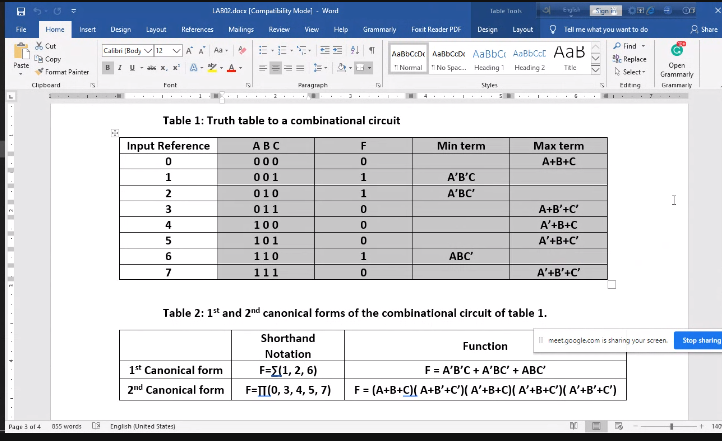 LAB02.docx [Compatibility Mode] - Word
Table Tools
English
Sign in
File Home Insert Design Layout References Mailings Review View Help Grammarly Foxit Reader PDF Design Layout Tell me what you want to do Share
Paste
Cut
Copy
Format Painter
Clipboard
Calibri (Body) 12
Font
Paragraph
AaBbCcDc AaBbCcDc AaBbCc AaBbCcC AaB
¶ Normal ¶ No Spac... Heading 1 Heading 2 Title
Styles
Find
Replace
Select
Editing
Open
Grammarly
Grammarly
Table 1: Truth table to a combinational circuit
Input Reference A B C F Min term Max term
0 0 0 0 0 A+B+C
1 0 0 1 1 A'B'C
2 0 1 0 1 A'BC'
3 0 1 1 0 A+B'+C'
4 1 0 0 0 A'+B+C
5 1 0 1 0 A'+B+C'
6 1 1 0 1 ABC'
7 1 1 1 0 A'+B'+C'
Table 2: 1st and 2nd canonical forms of the combinational circuit of table 1.
Shorthand
Notation
Function
1st Canonical form F=∑(1, 2, 6) F = A'B'C + A'BC' + ABC'
2nd Canonical form F=∏(0, 3, 4, 5, 7) F = (A+B+C)( A+B'+C')( A'+B+C)( A'+B+C')( A'+B'+C')
meet.google.com is sharing your screen. Stop sharing
Page 3 of 4 855 words English (United States)